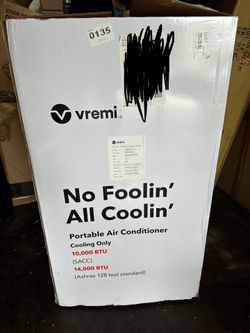 0135
vremi
vremi
No Foolin'
All Coolin'
Portable Air Conditioner
Cooling Only
10,000 BTU
(SACC)
14,000 BTU
(Ashrae 128 test standard)